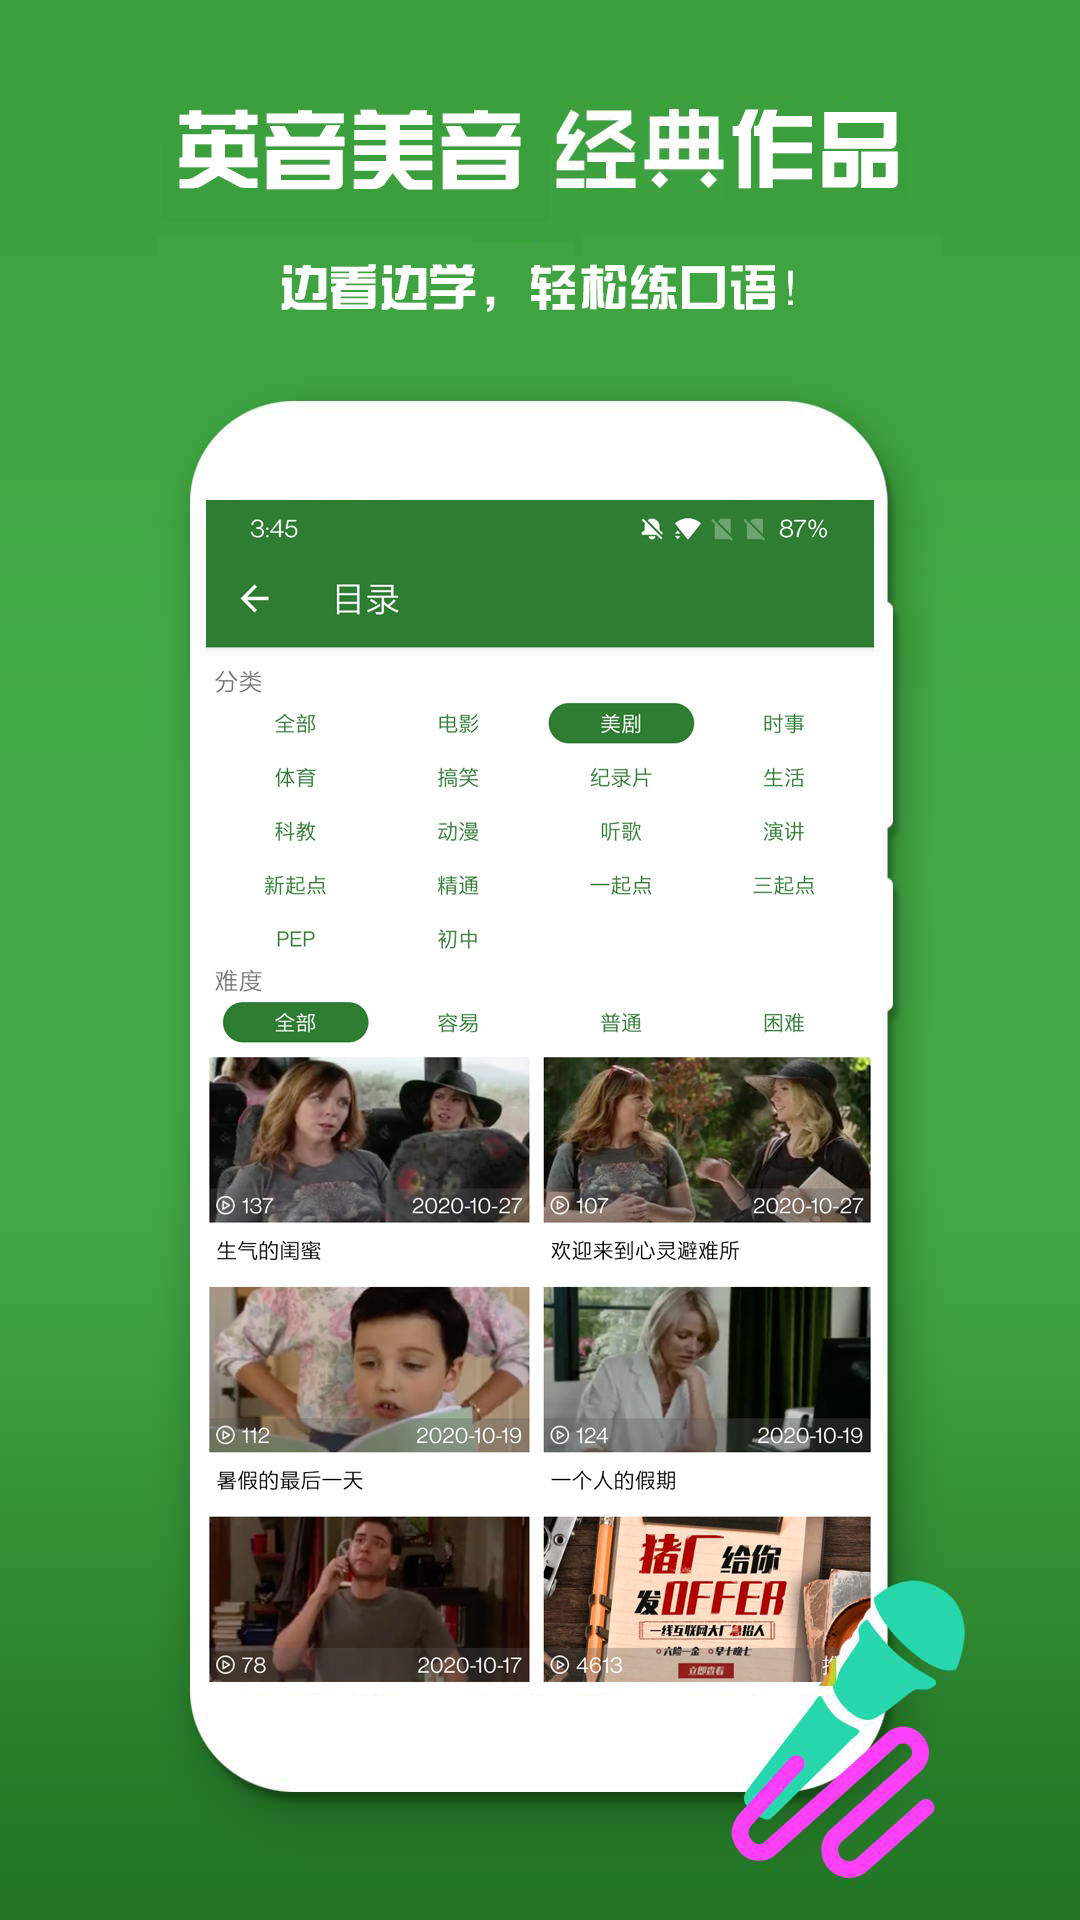 英音美音 经典作品
边看边学，轻松练口语！
3:45 87%
目录
分类
全部 电影 美剧 时事
体育 搞笑 纪录片 生活
科教 动漫 听歌 演讲
新起点 精通 一起点 三起点
PEP 初中
难度
全部 容易 普通 困难
137 2020-10-27
107 2020-10-27
生气的闺蜜
欢迎来到心灵避难所
112 2020-10-19
124 2020-10-19
暑假的最后一天
一个人的假期
78 2020-10-17
猪厂给你
发OFFER
一线互联网大厂急招人
六险一金 早十晚七
立即查看
4613